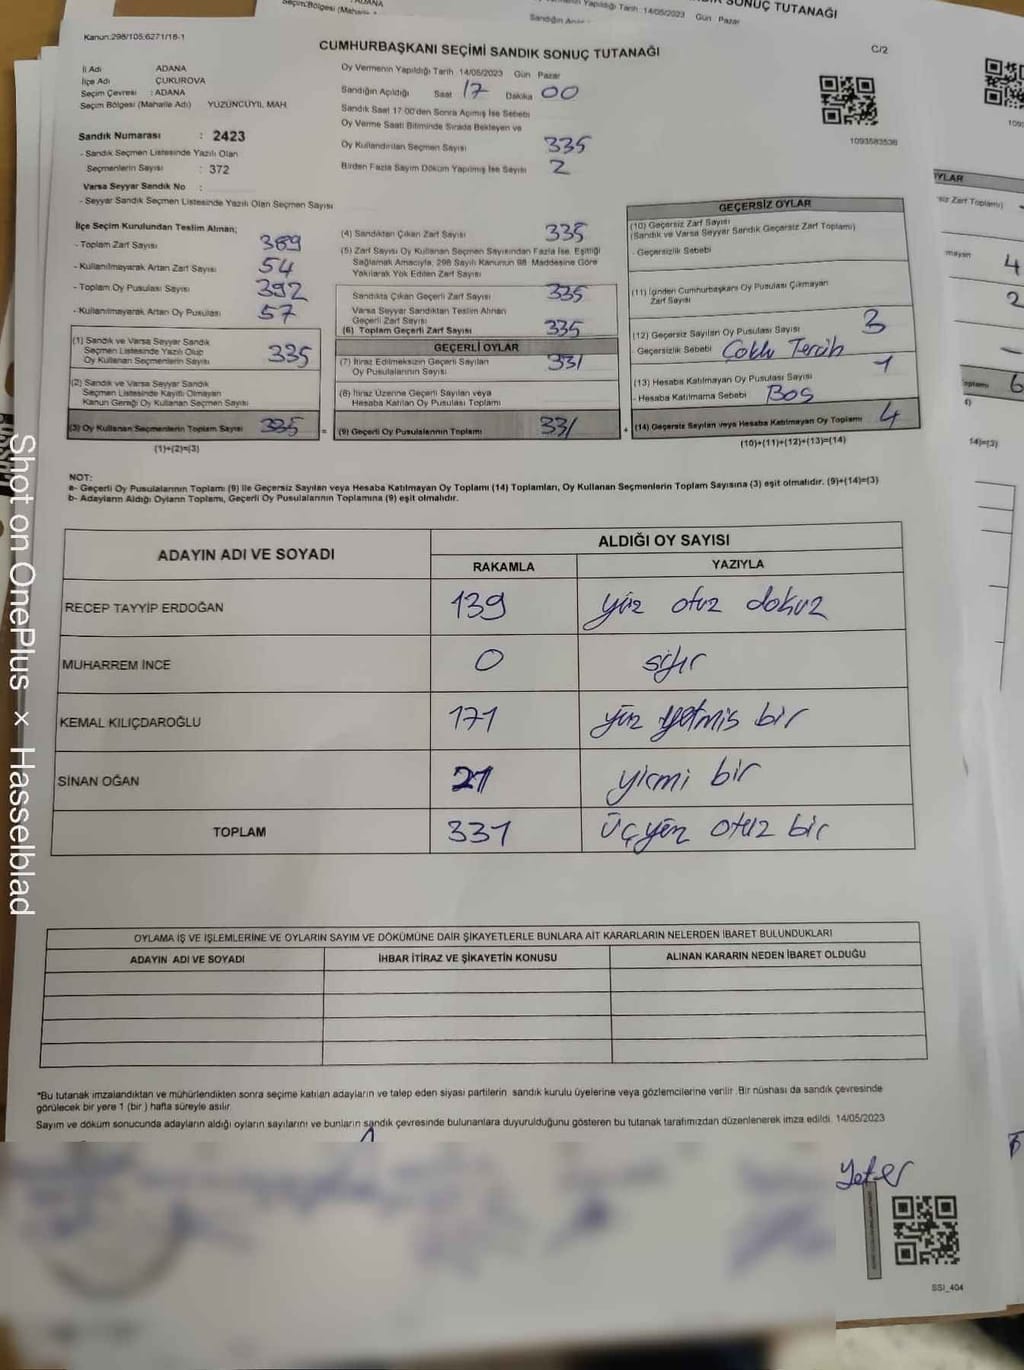 SONUÇ TUTANAĞI
Kanun:298/105,6271/18-1
CUMHURBAŞKANI SEÇİMİ SANDIK SONUÇ TUTANAĞI
C/2
İl Adı ADANA
İlçe Adı ÇUKUROVA
Seçim Çevresi : ADANA
Seçim Bölgesi (Mahalle Adı) YÜZÜNCÜYIL MAH.
Oy Vermenin Yapıldığı Tarih 14/05/2023 Gün Pazar
Sandığın Açıldığı Saat 17 Dakika 00
Sandık Saat 17:00'den Sonra Açılmış İse Sebebi
Oy Verme Saati Bitiminde Sırada Bekleyen ve
Oy Kullandırılan Seçmen Sayısı 335
Birden Fazla Sayım Döküm Yapılmış İse Sayısı 2
1093583538
Sandık Numarası : 2423
- Sandık Seçmen Listesinde Yazılı Olan
Seçmenlerin Sayısı : 372
Varsa Seyyar Sandık No :
- Seyyar Sandık Seçmen Listesinde Yazılı Olan Seçmen Sayısı
İlçe Seçim Kurulundan Teslim Alınan;
- Toplam Zarf Sayısı 389
- Kullanılmayarak Artan Zarf Sayısı 54
- Toplam Oy Pusulası Sayısı 392
- Kullanılmayarak Artan Oy Pusulası 57
(1) Sandık ve Varsa Seyyar Sandık
Seçmen Listesinde Yazılı Olup
Oy Kullanan Seçmenlerin Sayısı 335
(2) Sandık ve Varsa Seyyar Sandık
Seçmen Listesinde Kayıtlı Olmayan
Kanun Gereği Oy Kullanan Seçmen Sayısı
(3) Oy Kullanan Seçmenlerin Toplam Sayısı 335
(1)+(2)=(3)
(4) Sandıktan Çıkan Zarf Sayısı 335
(5) Zarf Sayısı Oy Kullanan Seçmen Sayısından Fazla İse, Eşitliği
Sağlamak Amacıyla, 298 Sayılı Kanunun 98. Maddesine Göre
Yakılarak Yok Edilen Zarf Sayısı
Sandıkta Çıkan Geçerli Zarf Sayısı 335
Varsa Seyyar Sandıktan Teslim Alınan
Geçerli Zarf Sayısı
(6) Toplam Geçerli Zarf Sayısı 335
GEÇERLİ OYLAR
(7) İtiraz Edilmeksizin Geçerli Sayılan
Oy Pusulalarının Sayısı 331
(8) İtiraz Üzerine Geçerli Sayılan veya
Hesaba Katılan Oy Pusulası Toplamı
= (9) Geçerli Oy Pusulalarının Toplamı 331
GEÇERSİZ OYLAR
(10) Geçersiz Zarf Sayısı
(Sandık ve Varsa Seyyar Sandık Geçersiz Zarf Toplamı)
- Geçersizlik Sebebi
(11) İçinden Cumhurbaşkanı Oy Pusulası Çıkmayan
Zarf Sayısı
(12) Geçersiz Sayılan Oy Pusulası Sayısı 3
- Geçersizlik Sebebi Çoklu Tercih
(13) Hesaba Katılmayan Oy Pusulası Sayısı 1
- Hesaba Katılmama Sebebi Boş
+ (14) Geçersiz Sayılan veya Hesaba Katılmayan Oy Toplamı 4
(10)+(11)+(12)+(13)=(14)
NOT:
a- Geçerli Oy Pusulalarının Toplamı (9) ile Geçersiz Sayılan veya Hesaba Katılmayan Oy Toplamı (14) Toplamları, Oy Kullanan Seçmenlerin Toplam Sayısına (3) eşit olmalıdır. (9)+(14)=(3)
b- Adayların Aldığı Oyların Toplamı, Geçerli Oy Pusulalarının Toplamına (9) eşit olmalıdır.
ADAYIN ADI VE SOYADI ALDIĞI OY SAYISI
RAKAMLA YAZIYLA
RECEP TAYYİP ERDOĞAN 139 yüz otuz dokuz
MUHARREM İNCE 0 sıfır
KEMAL KILIÇDAROĞLU 171 yüz yetmiş bir
SİNAN OĞAN 21 yirmi bir
TOPLAM 331 üçyüz otuz bir
OYLAMA İŞ VE İŞLEMLERİNE VE OYLARIN SAYIM VE DÖKÜMÜNE DAİR ŞİKAYETLERLE BUNLARA AİT KARARLARIN NELERDEN İBARET BULUNDUKLARI
ADAYIN ADI VE SOYADI İHBAR İTİRAZ VE ŞİKAYETİN KONUSU ALINAN KARARIN NEDEN İBARET OLDUĞU
*Bu tutanak imzalandıktan ve mühürlendikten sonra seçime katılan adayların ve talep eden siyasi partilerin sandık kurulu üyelerine veya gözlemcilerine verilir. Bir nüshası da sandık çevresinde
görülecek bir yere 1 (bir ) hafta süreyle asılır.
Sayım ve döküm sonucunda adayların aldığı oyların sayılarını ve bunların sandık çevresinde bulunanlara duyurulduğunu gösteren bu tutanak tarafımızdan düzenlenerek imza edildi. 14/05/2023
Yeter
SSI_404
Shot on OnePlus × Hasselblad